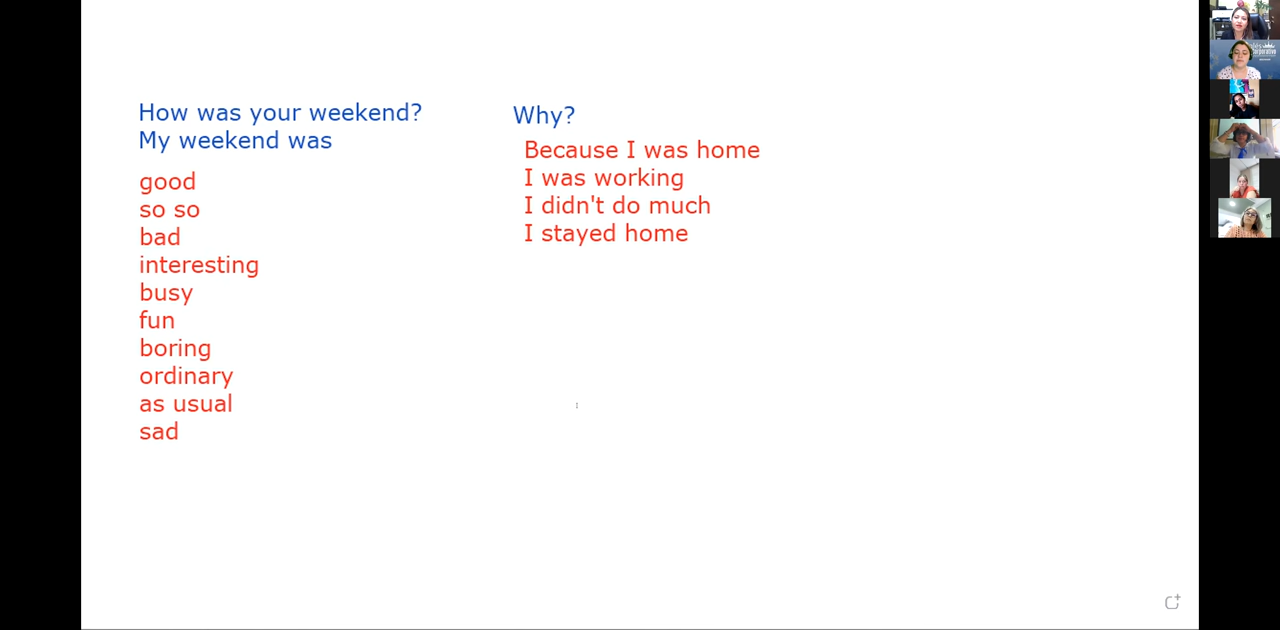 How was your weekend?
My weekend was
good
so so
bad
interesting
busy
fun
boring
ordinary
as usual
sad
Why?
Because I was home
I was working
I didn't do much
I stayed home